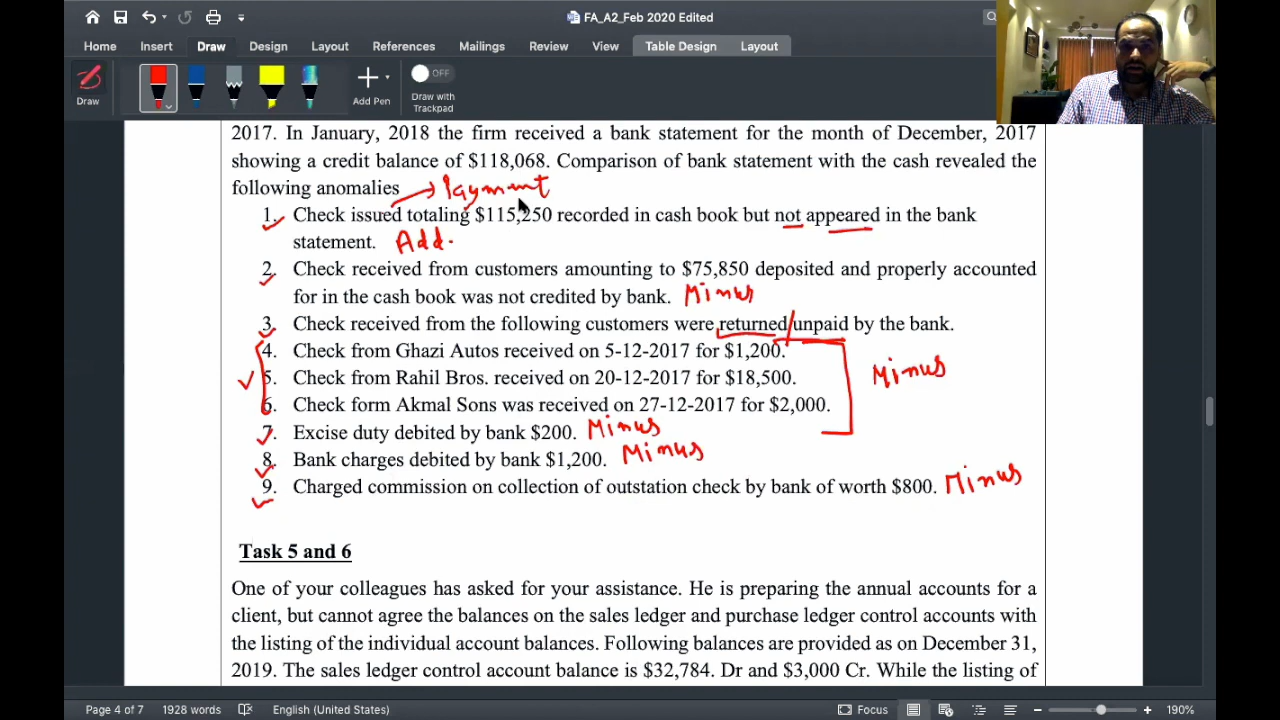 FA_A2_Feb 2020 Edited
Home Insert Draw Design Layout References Mailings Review View Table Design Layout
OFF
Draw
Add Pen
Draw with
Trackpad
2017. In January, 2018 the firm received a bank statement for the month of December, 2017
showing a credit balance of $118,068. Comparison of bank statement with the cash revealed the
following anomalies Payment
1. Check issued totaling $115,250 recorded in cash book but not appeared in the bank
statement. Add.
2. Check received from customers amounting to $75,850 deposited and properly accounted
for in the cash book was not credited by bank. Minus
3. Check received from the following customers were returned/unpaid by the bank.
4. Check from Ghazi Autos received on 5-12-2017 for $1,200.
5. Check from Rahil Bros. received on 20-12-2017 for $18,500. Minus
6. Check form Akmal Sons was received on 27-12-2017 for $2,000.
7. Excise duty debited by bank $200. Minus
8. Bank charges debited by bank $1,200. Minus
9. Charged commission on collection of outstation check by bank of worth $800. Minus
Task 5 and 6
One of your colleagues has asked for your assistance. He is preparing the annual accounts for a
client, but cannot agree the balances on the sales ledger and purchase ledger control accounts with
the listing of the individual account balances. Following balances are provided as on December 31,
2019. The sales ledger control account balance is $32,784. Dr and $3,000 Cr. While the listing of
Page 4 of 7 1928 words English (United States) Focus 190%